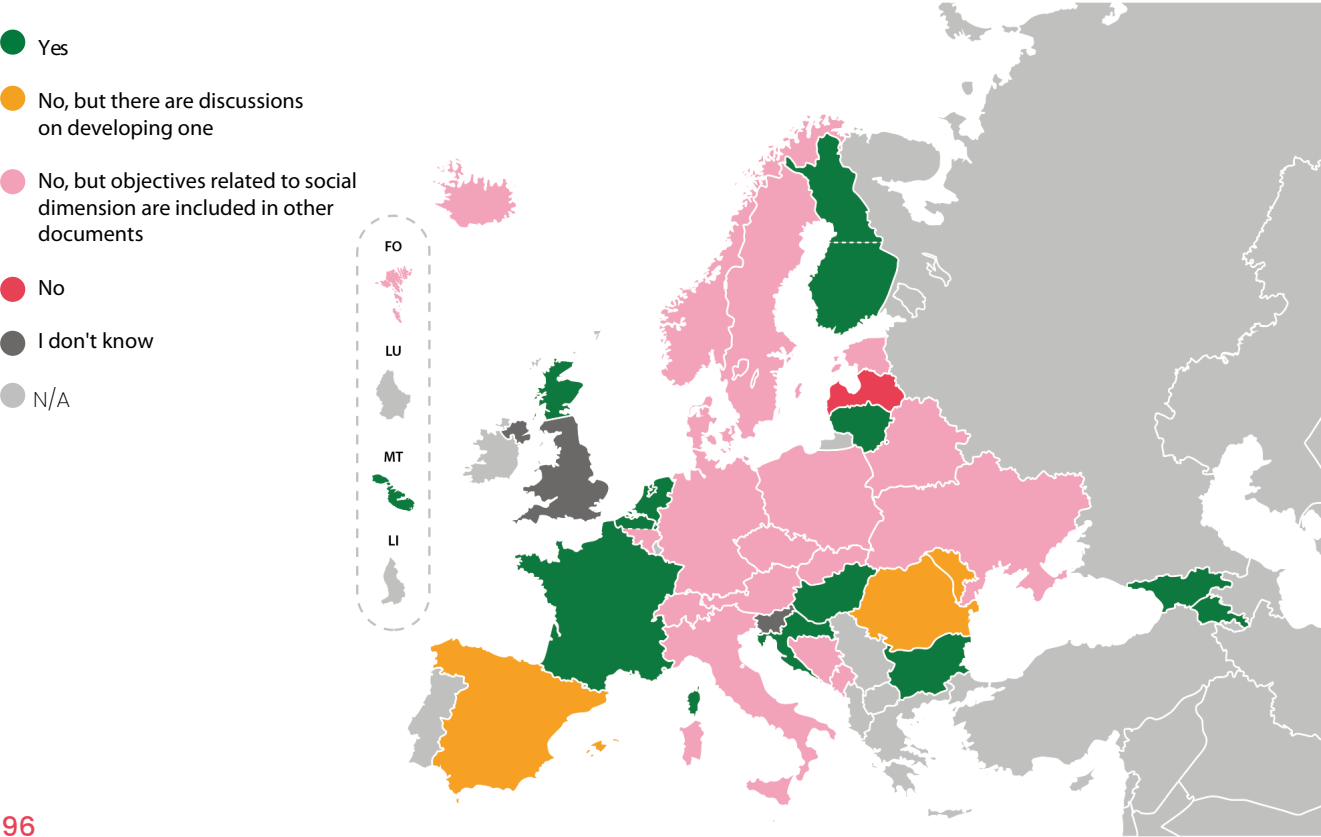 Yes
No, but there are discussions
on developing one
No, but objectives related to social
dimension are included in other
documents
No
I don't know
N/A
FO
LU
MT
LI
96